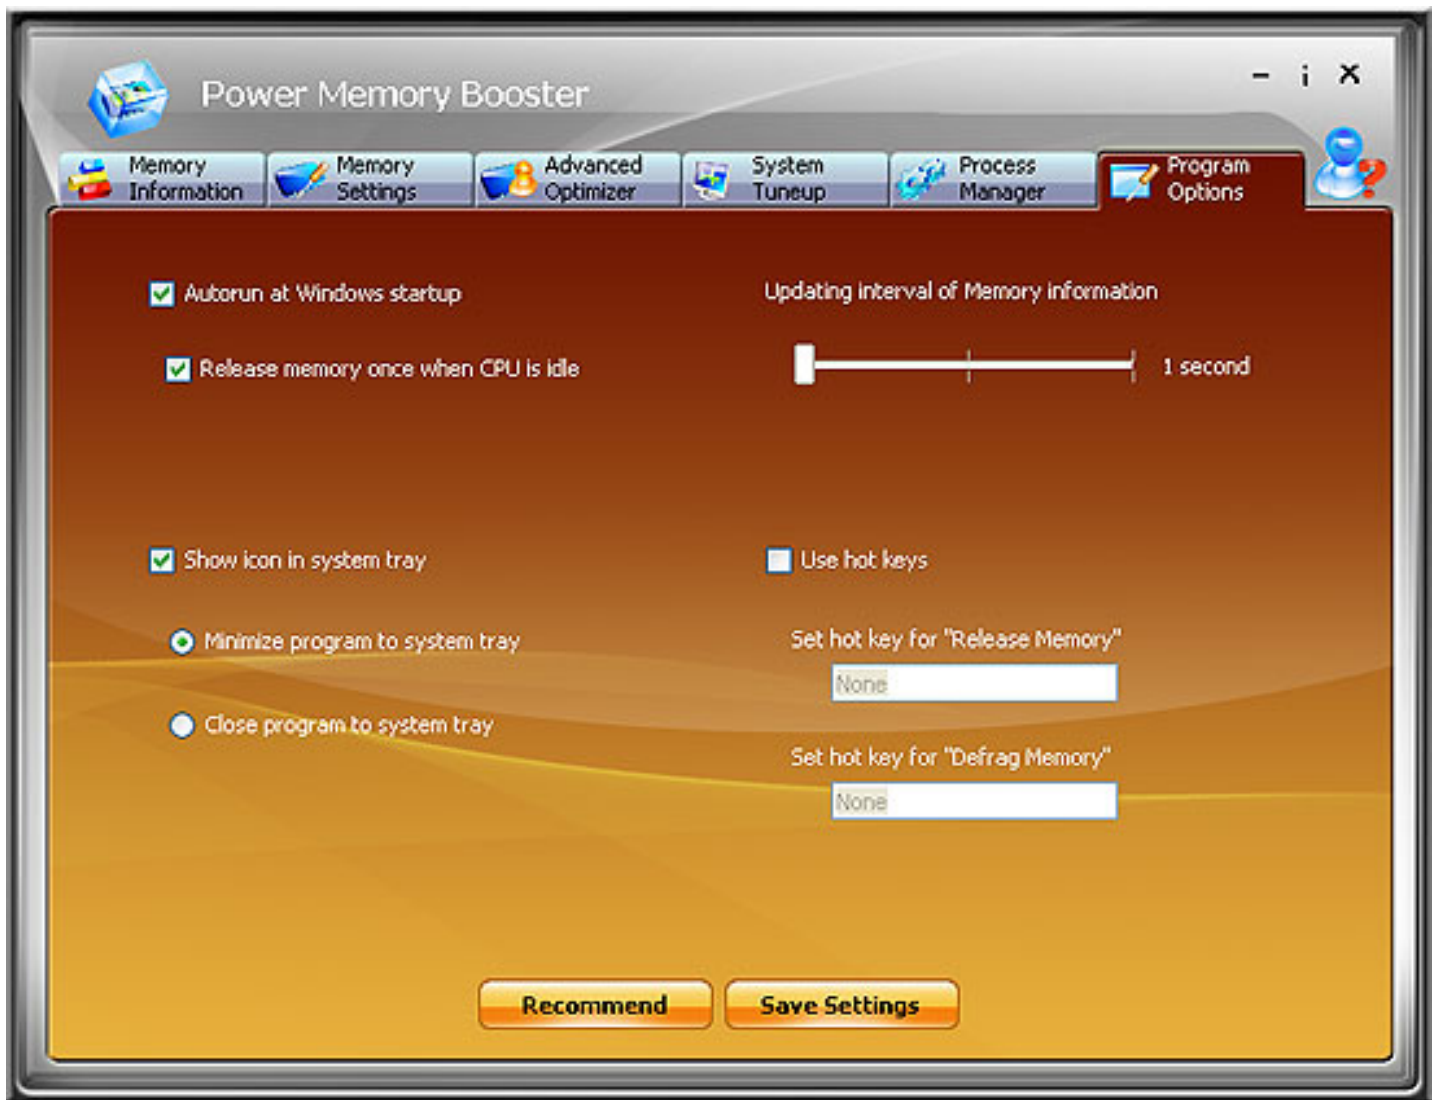 Power Memory Booster
Memory
Information
Memory
Settings
Advanced
Optimizer
System
Tuneup
Process
Manager
Program
Options
Autorun at Windows startup
Updating interval of Memory information
Release memory once when CPU is idle
1 second
Show icon in system tray
Use hot keys
Minimize program to system tray
Set hot key for "Release Memory"
None
Close program to system tray
Set hot key for "Defrag Memory"
None
Recommend
Save Settings